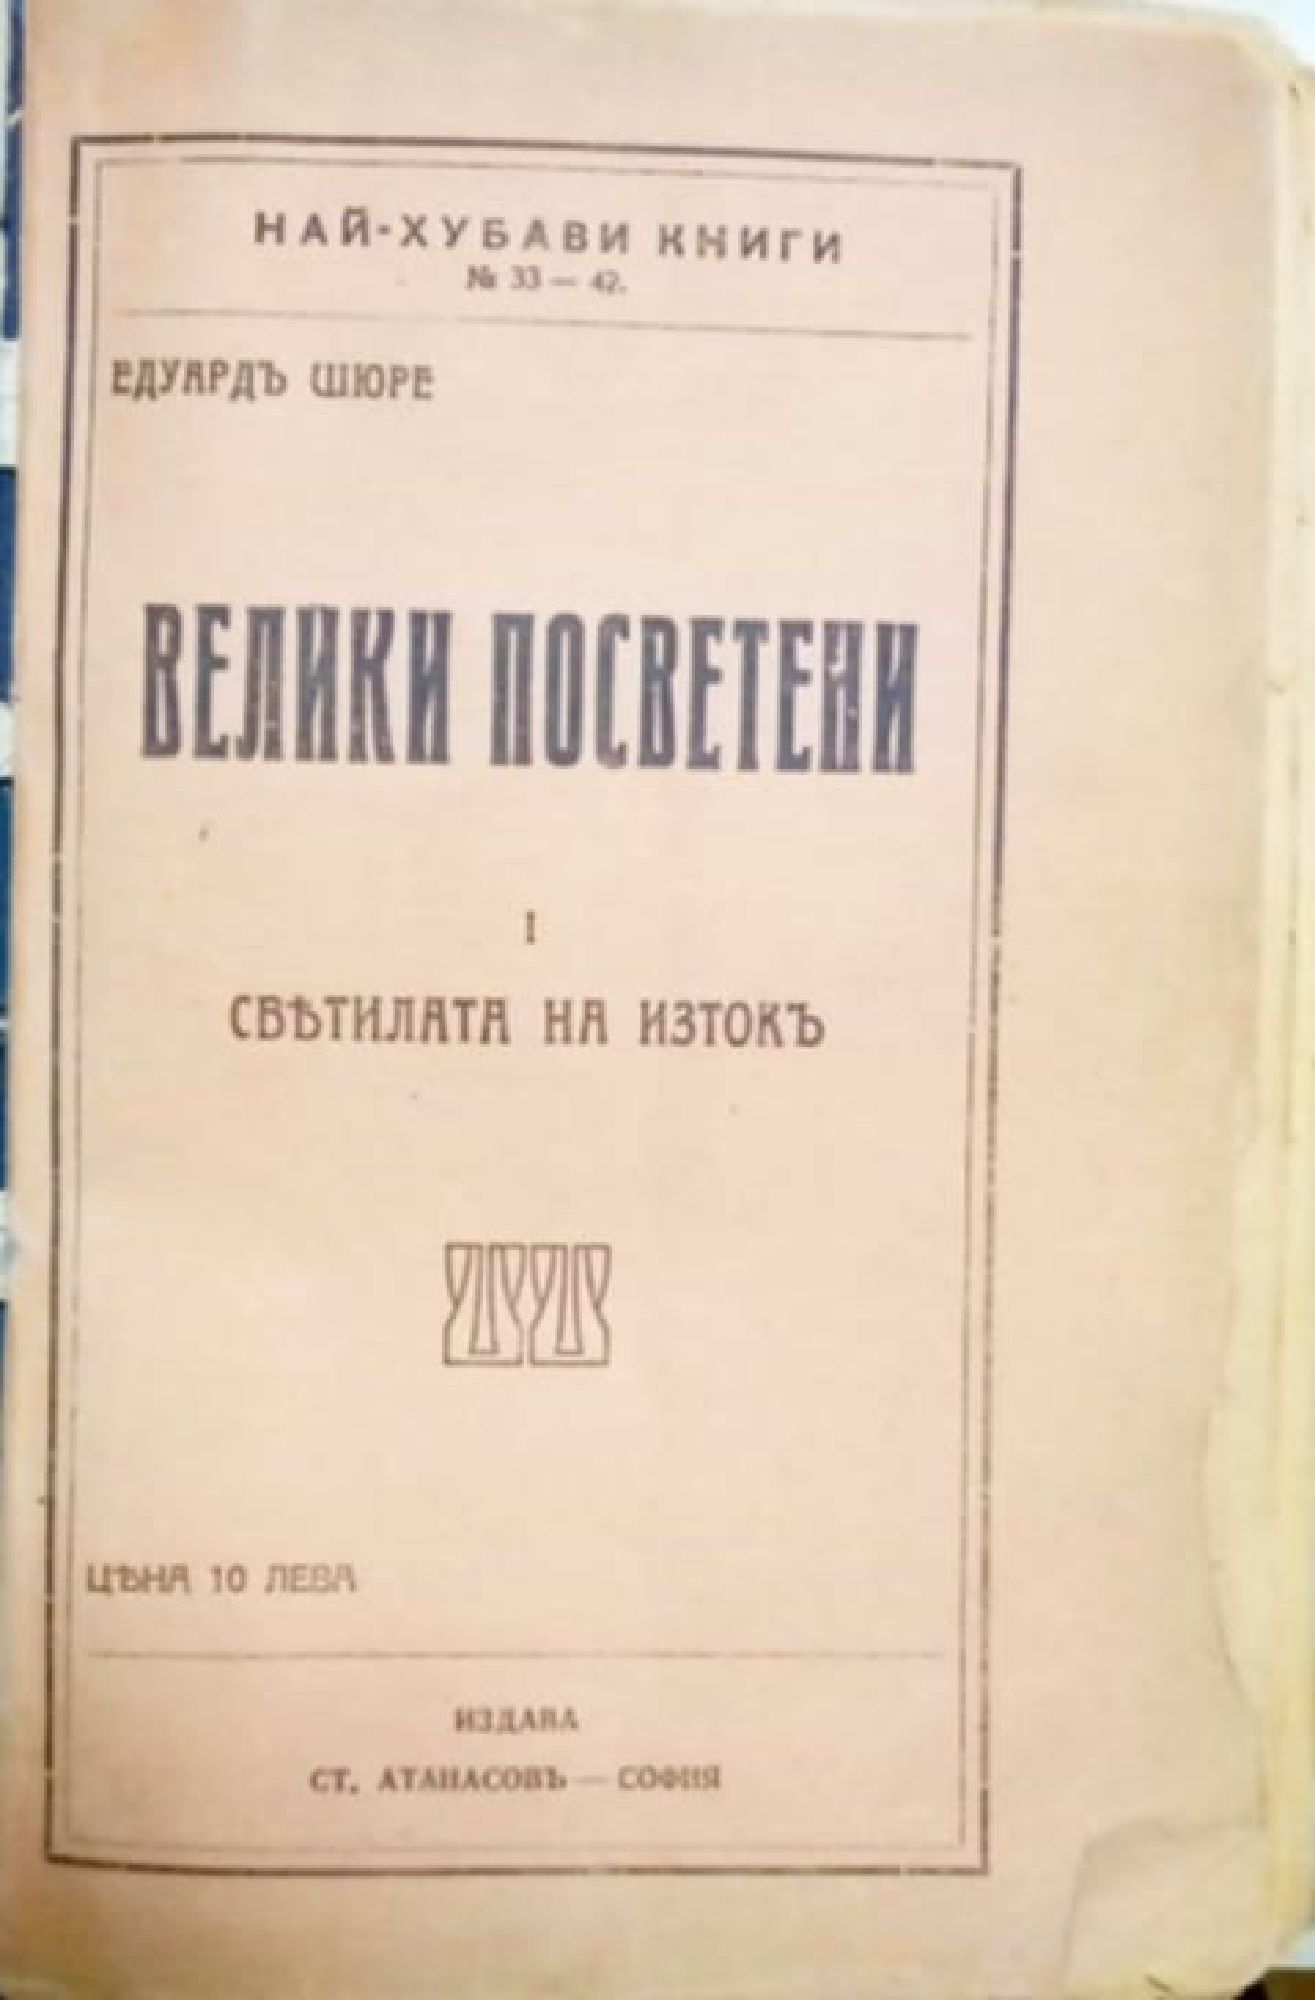 НАЙ-ХУБАВИ КНИГИ
№ 33 — 42.
ЕДУАРДЪ ШЮРЕ
ВЕЛИКИ ПОСВЕТЕНИ
I
СВѢТИЛАТА НА ИЗТОКЪ
ЦѢНА 10 ЛЕВА
ИЗДАВА
СТ. АТАНАСОВЪ — СОФИЯ